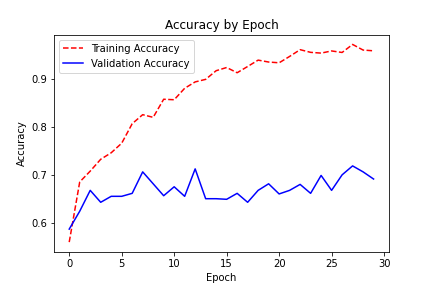 Accuracy by Epoch
Training Accuracy
Validation Accuracy
Accuracy
0.9
0.8
0.7
0.6
0 5 10 15 20 25 30
Epoch